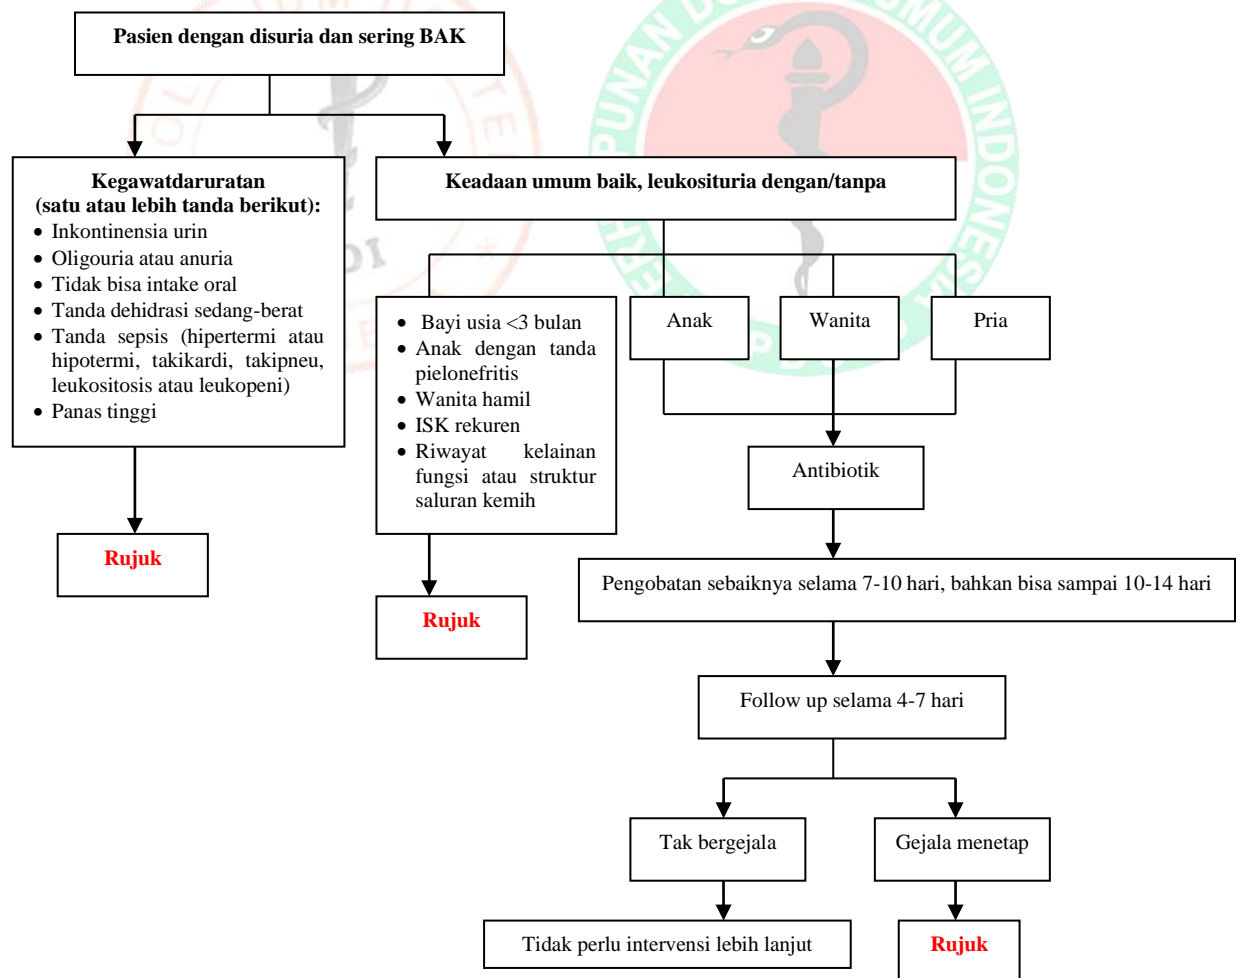 Pasien dengan disuria dan sering BAK
Kegawatdaruratan
(satu atau lebih tanda berikut):
• Inkontinensia urin
• Oligouria atau anuria
• Tidak bisa intake oral
• Tanda dehidrasi sedang-berat
• Tanda sepsis (hipertermi atau
hipotermi, takikardi, takipneu,
leukositosis atau leukopeni)
• Panas tinggi
Rujuk
Keadaan umum baik, leukosituria dengan/tanpa
• Bayi usia <3 bulan
• Anak dengan tanda
pielonefritis
• Wanita hamil
• ISK rekuren
• Riwayat kelainan
fungsi atau struktur
saluran kemih
Rujuk
Anak
Wanita
Pria
Antibiotik
Pengobatan sebaiknya selama 7-10 hari, bahkan bisa sampai 10-14 hari
Follow up selama 4-7 hari
Tak bergejala
Gejala menetap
Tidak perlu intervensi lebih lanjut
Rujuk
UMUM INDONESIA